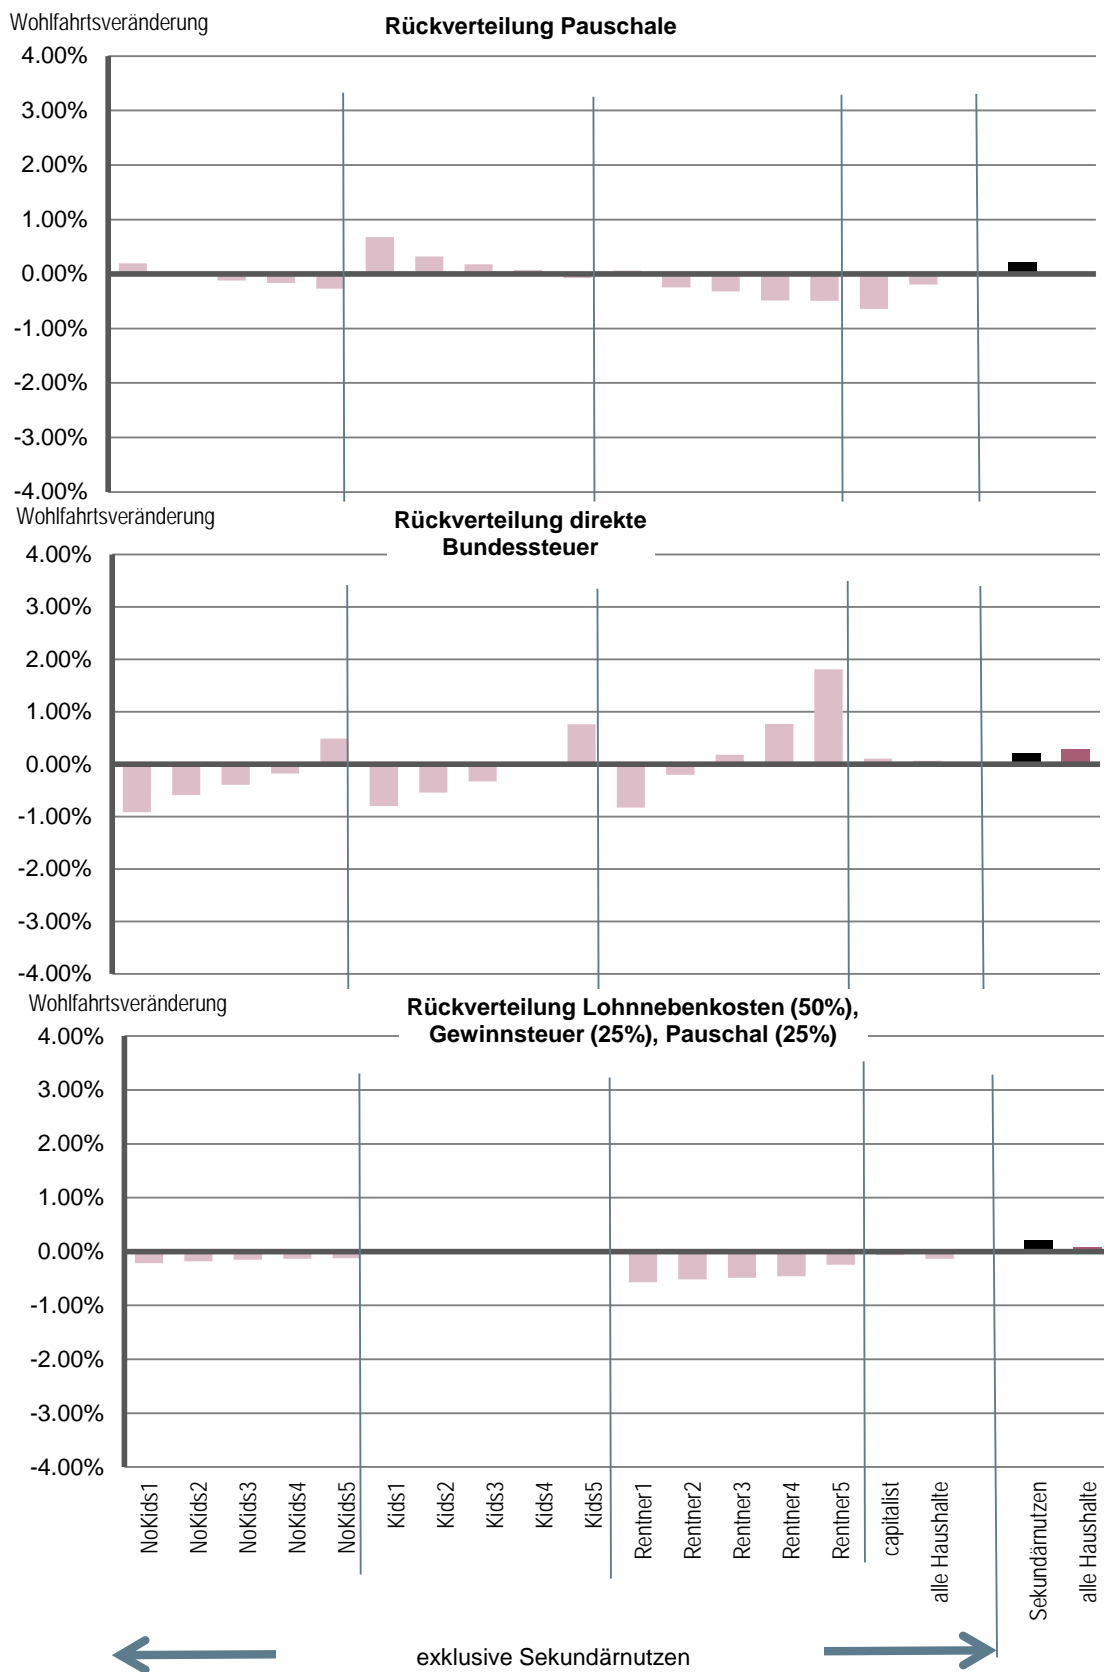 Wohlfahrtsveränderung
Rückverteilung Pauschale
4.00%
3.00%
2.00%
1.00%
0.00%
-1.00%
-2.00%
-3.00%
-4.00%
Wohlfahrtsveränderung
Rückverteilung direkte
Bundessteuer
4.00%
3.00%
2.00%
1.00%
0.00%
-1.00%
-2.00%
-3.00%
-4.00%
Wohlfahrtsveränderung
Rückverteilung Lohnnebenkosten (50%),
Gewinnsteuer (25%), Pauschal (25%)
4.00%
3.00%
2.00%
1.00%
0.00%
-1.00%
-2.00%
-3.00%
-4.00%
NoKids1
NoKids2
NoKids3
NoKids4
NoKids5
Kids1
Kids2
Kids3
Kids4
Kids5
Rentner1
Rentner2
Rentner3
Rentner4
Rentner5
capitalist
alle Haushalte
Sekundärnutzen
alle Haushalte
exklusive Sekundärnutzen